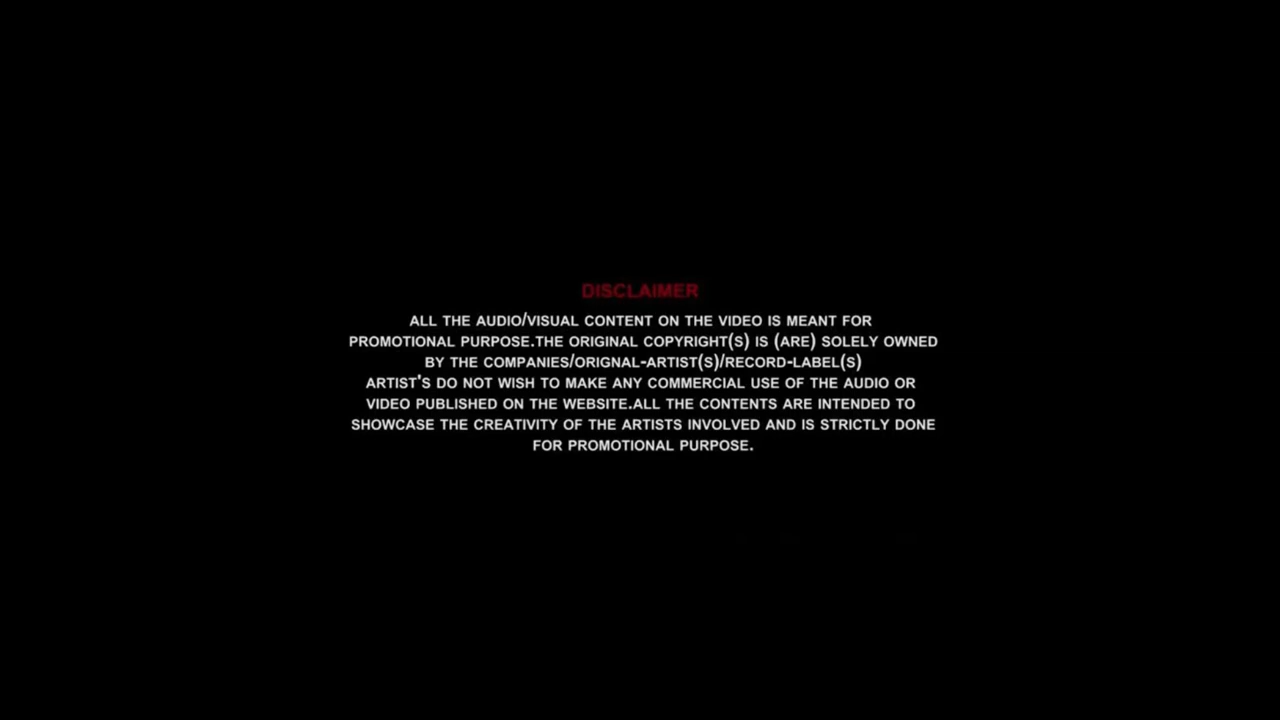 DISCLAIMER
ALL THE AUDIO/VISUAL CONTENT ON THE VIDEO IS MEANT FOR
PROMOTIONAL PURPOSE.THE ORIGINAL COPYRIGHT(S) IS (ARE) SOLELY OWNED
BY THE COMPANIES/ORIGNAL-ARTIST(S)/RECORD-LABEL(S)
ARTIST'S DO NOT WISH TO MAKE ANY COMMERCIAL USE OF THE AUDIO OR
VIDEO PUBLISHED ON THE WEBSITE.ALL THE CONTENTS ARE INTENDED TO
SHOWCASE THE CREATIVITY OF THE ARTISTS INVOLVED AND IS STRICTLY DONE
FOR PROMOTIONAL PURPOSE.